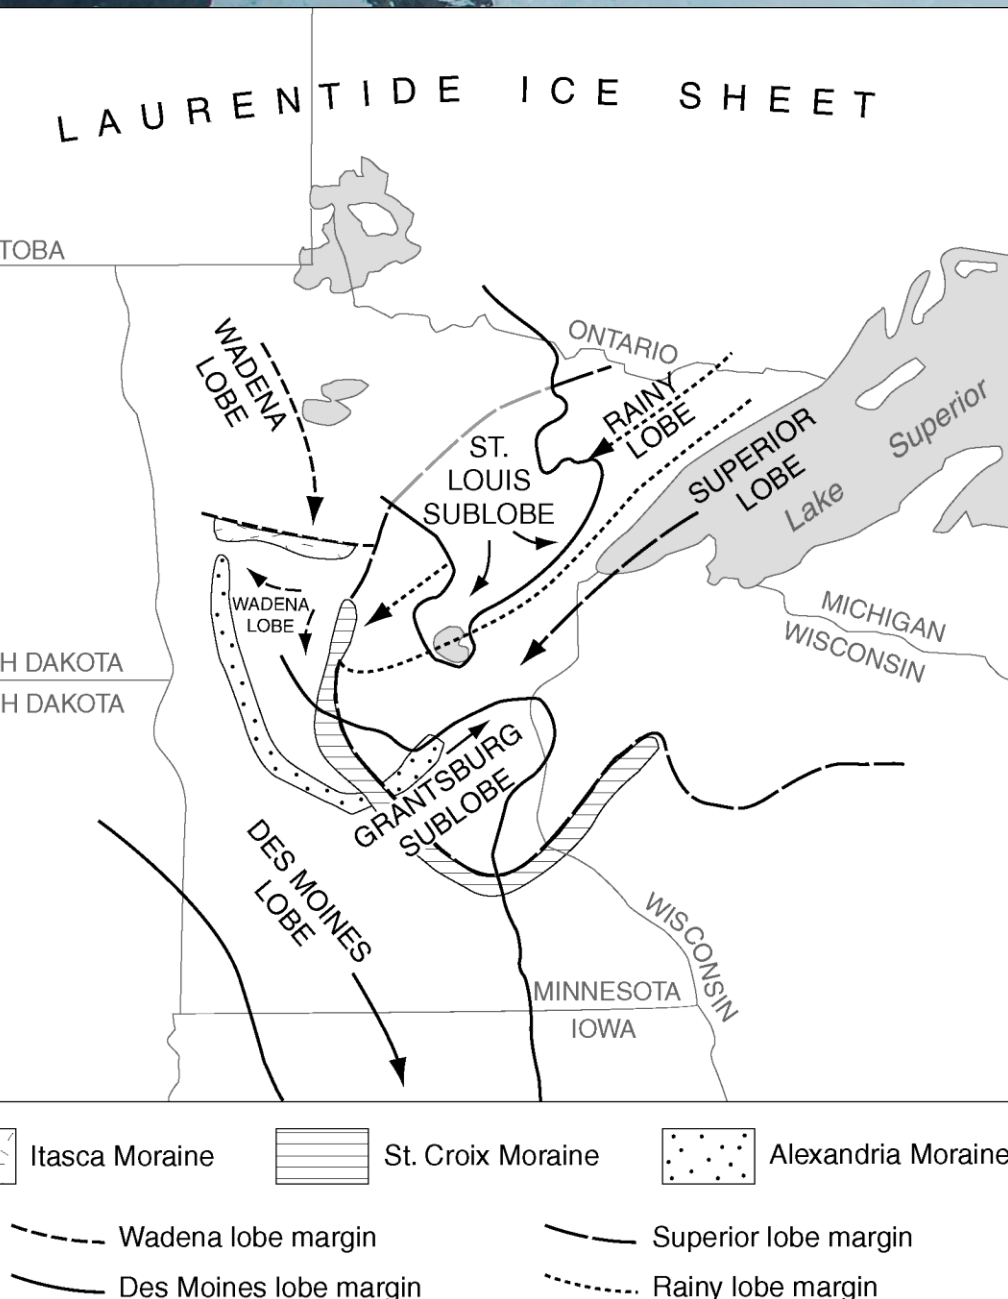 LAURENTIDE ICE SHEET
TOBA
ONTARIO
WADENA
LOBE
RAINY
LOBE
ST.
LOUIS
SUBLOBE
SUPERIOR
LOBE
Lake Superior
WADENA
LOBE
MICHIGAN
WISCONSIN
H DAKOTA
H DAKOTA
GRANTSBURG
SUBLOBE
DES MOINES
LOBE
WISCONSIN
MINNESOTA
IOWA
Itasca Moraine
St. Croix Moraine
Alexandria Moraine
Wadena lobe margin
Superior lobe margin
Des Moines lobe margin
Rainy lobe margin